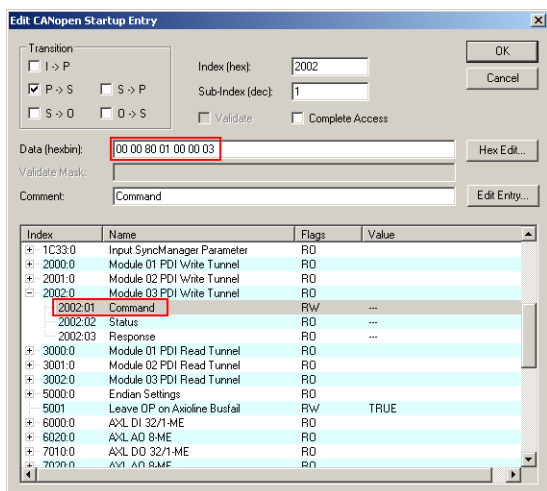 Edit CANopen Startup Entry
Transition
I -> P
P -> S
S -> P
S -> O
O -> S
Index (hex): 2002
Sub-Index (dec): 1
Validate
Complete Access
OK
Cancel
Data (hexbin): 00 00 80 01 00 00 03
Hex Edit...
Validate Mask:
Comment: Command
Edit Entry...
Index Name Flags Value
1C33:0 Input SyncManager Parameter RO
2000:0 Module 01 PDI Write Tunnel RO
2001:0 Module 02 PDI Write Tunnel RO
2002:0 Module 03 PDI Write Tunnel RO
2002:01 Command RW ---
2002:02 Status RO ---
2002:03 Response RO ---
3000:0 Module 01 PDI Read Tunnel RO
3001:0 Module 02 PDI Read Tunnel RO
3002:0 Module 03 PDI Read Tunnel RO
5000:0 Endian Settings RO
5001 Leave OP on Axioline Busfail RW TRUE
6000:0 AXL DI 32/1-ME RO
6020:0 AXL AO 8-ME RO
7010:0 AXL DO 32/1-ME RO
7020:0 AXL AO 8-ME RO